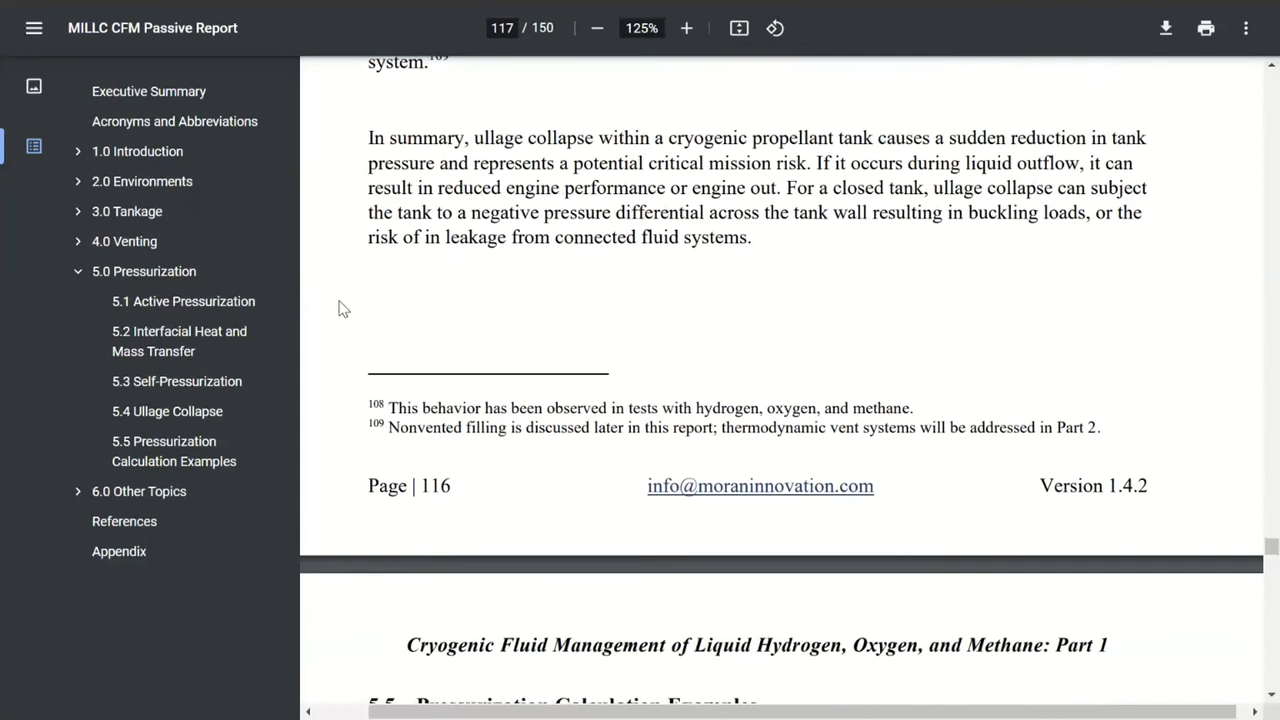 MILLC CFM Passive Report
117 / 150
125%
Executive Summary
Acronyms and Abbreviations
1.0 Introduction
2.0 Environments
3.0 Tankage
4.0 Venting
5.0 Pressurization
5.1 Active Pressurization
5.2 Interfacial Heat and
Mass Transfer
5.3 Self-Pressurization
5.4 Ullage Collapse
5.5 Pressurization
Calculation Examples
6.0 Other Topics
References
Appendix
system.109
In summary, ullage collapse within a cryogenic propellant tank causes a sudden reduction in tank
pressure and represents a potential critical mission risk. If it occurs during liquid outflow, it can
result in reduced engine performance or engine out. For a closed tank, ullage collapse can subject
the tank to a negative pressure differential across the tank wall resulting in buckling loads, or the
risk of in leakage from connected fluid systems.
108 This behavior has been observed in tests with hydrogen, oxygen, and methane.
109 Nonvented filling is discussed later in this report; thermodynamic vent systems will be addressed in Part 2.
Page | 116 info@moraninnovation.com Version 1.4.2
Cryogenic Fluid Management of Liquid Hydrogen, Oxygen, and Methane: Part 1
5.5 Pressurization Calculation Examples